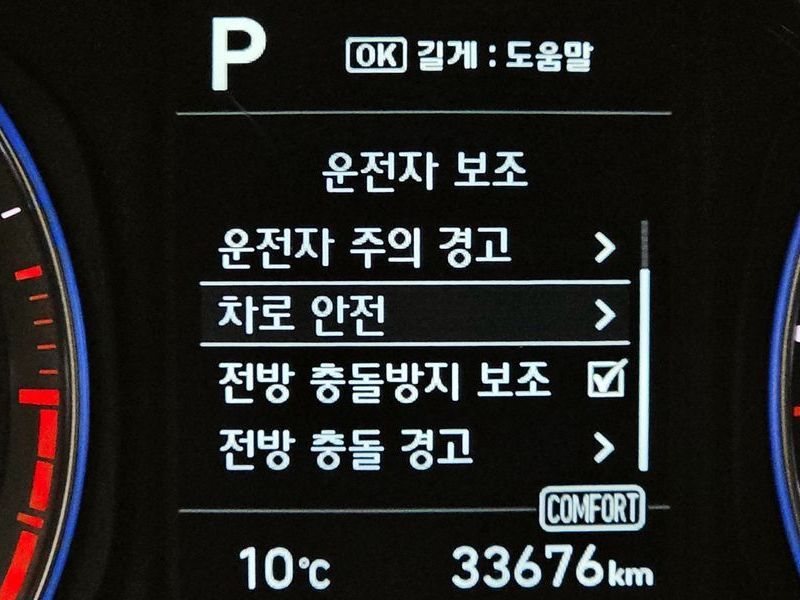 P
OK 길게 : 도움말
운전자 보조
운전자 주의 경고
차로 안전
전방 충돌방지 보조
전방 충돌 경고
COMFORT
10℃ 33676 km